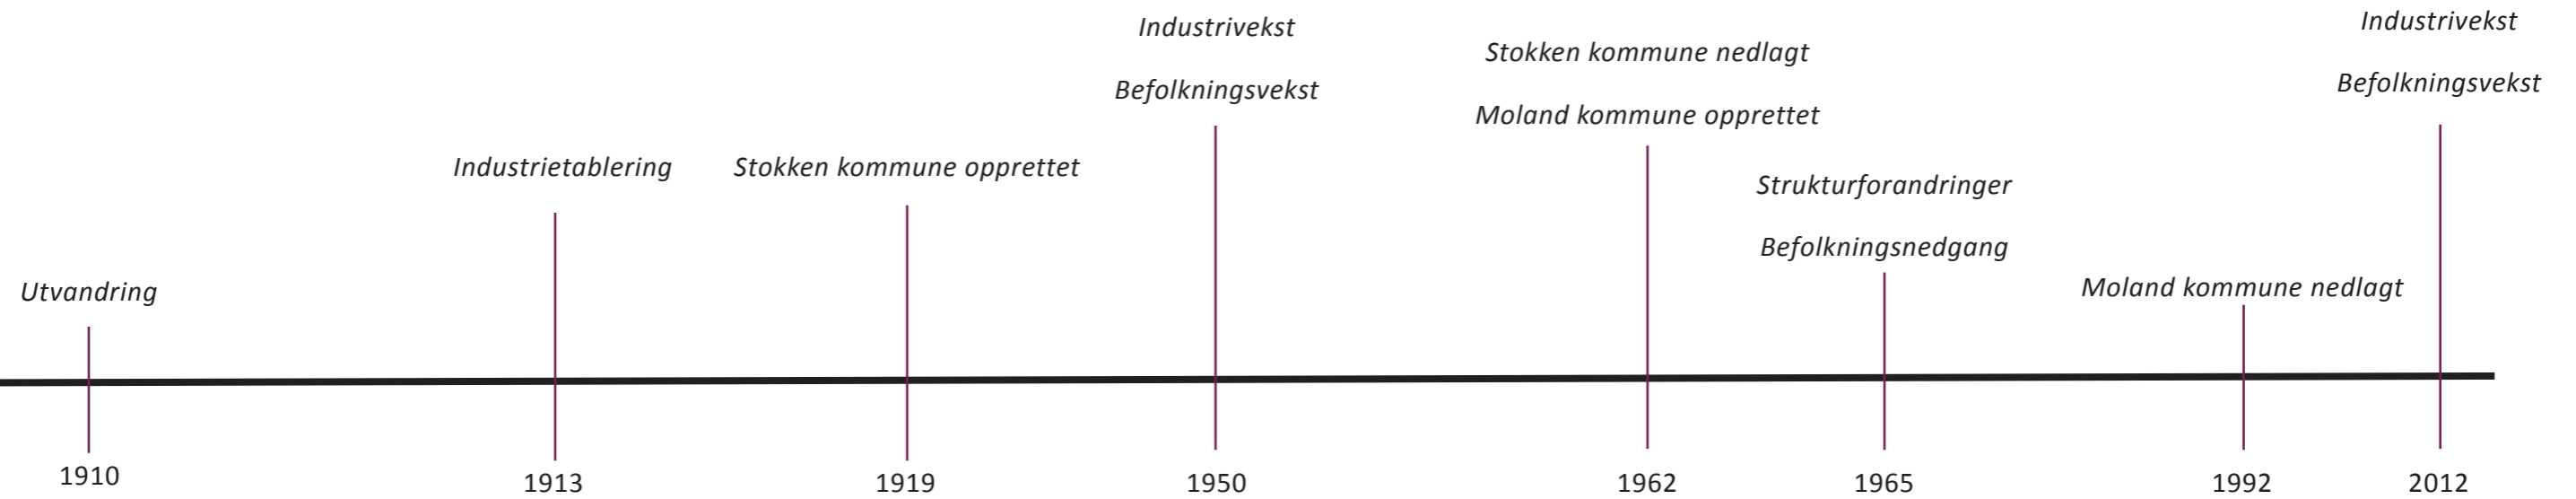 Utvandring
1910
Industrietablering
1913
Stokken kommune opprettet
1919
Industrivekst
Befolkningsvekst
1950
Stokken kommune nedlagt
Moland kommune opprettet
1962
Strukturforandringer
Befolkningsnedgang
1965
Moland kommune nedlagt
1992
Industrivekst
Befolkningsvekst
2012